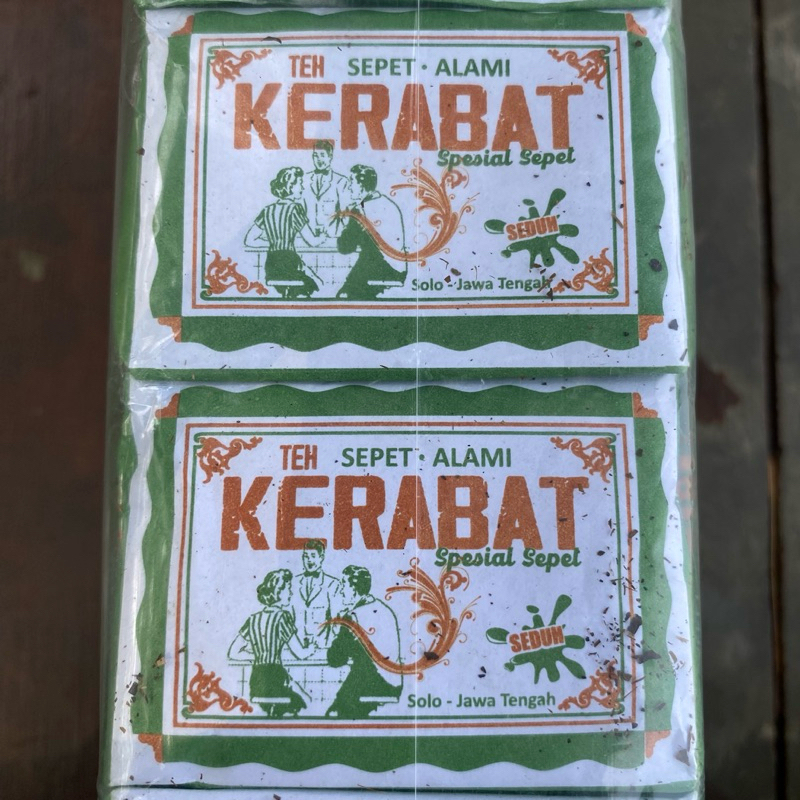 TEH SEPET · ALAMI
KERABAT
Spesial Sepet
SEDUH
Solo - Jawa Tengah
TEH SEPET · ALAMI
KERABAT
Spesial Sepet
SEDUH
Solo - Jawa Tengah